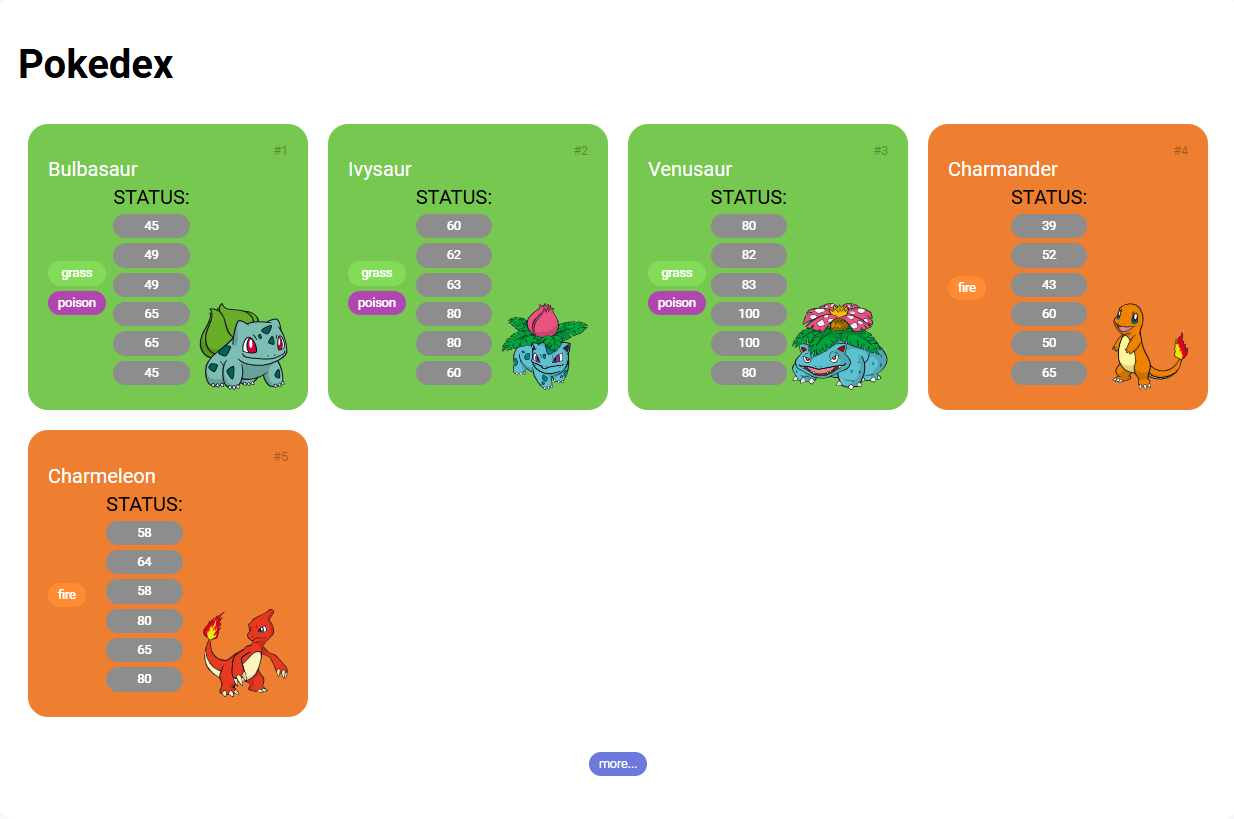 Pokedex
#1
Bulbasaur
STATUS:
45
49
grass
49
poison
65
65
45
#2
Ivysaur
STATUS:
60
62
grass
63
poison
80
80
60
#3
Venusaur
STATUS:
80
82
grass
83
poison
100
100
80
#4
Charmander
STATUS:
39
52
43
fire
60
50
65
#5
Charmeleon
STATUS:
58
64
58
fire
80
65
80
more...